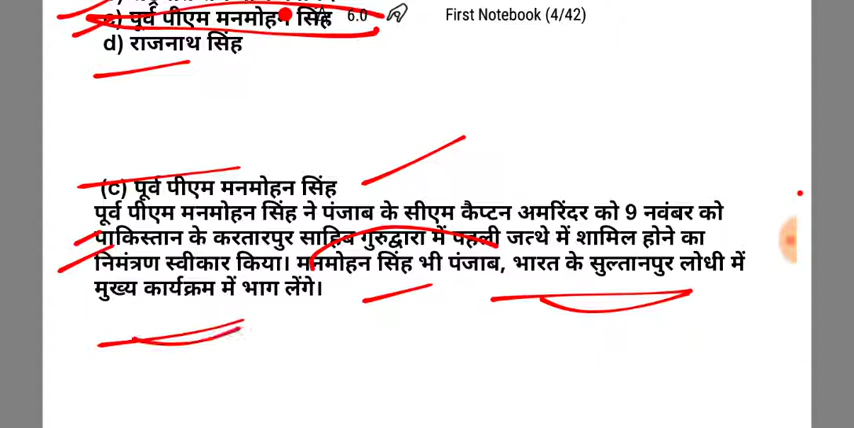 c) पूर्व पीएम मनमोहन सिंह 6.0 First Notebook (4/42)
d) राजनाथ सिंह
(c) पूर्व पीएम मनमोहन सिंह
पूर्व पीएम मनमोहन सिंह ने पंजाब के सीएम कैप्टन अमरिंदर को 9 नवंबर को
पाकिस्तान के करतारपुर साहिब गुरुद्वारा में पहली जत्थे में शामिल होने का
निमंत्रण स्वीकार किया। मनमोहन सिंह भी पंजाब, भारत के सुल्तानपुर लोधी में
मुख्य कार्यक्रम में भाग लेंगे।